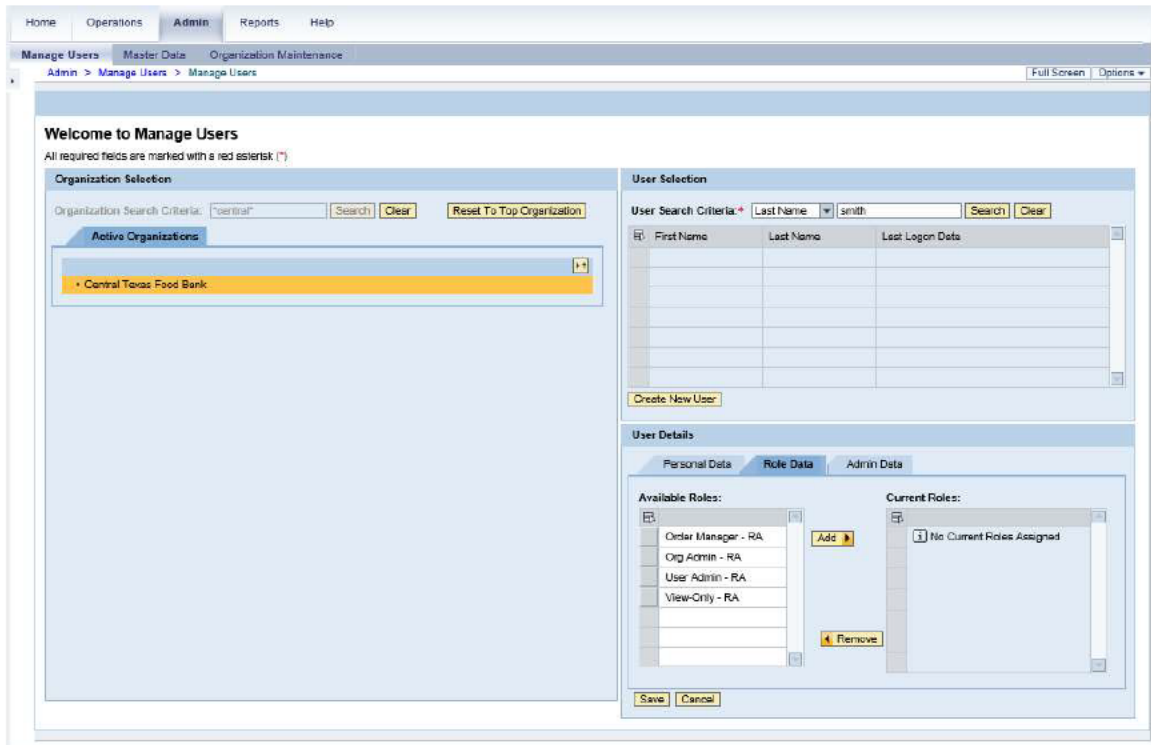 Home Operations Admin Reports Help
Manage Users Master Data Organization Maintenance
Admin > Manage Users > Manage Users
Full Screen Options
Welcome to Manage Users
All required fields are marked with a red asterisk (*)
Organization Selection
Organization Search Criteria: *central* Search Clear Reset To Top Organization
Active Organizations
• Central Texas Food Bank
User Selection
User Search Criteria:* Last Name smith Search Clear
First Name Last Name Last Logon Date
Create New User
User Details
Personal Data Role Data Admin Data
Available Roles: Current Roles:
Order Manager - RA
Org Admin - RA
User Admin - RA
View-Only - RA
Add
Remove
No Current Roles Assigned
Save Cancel